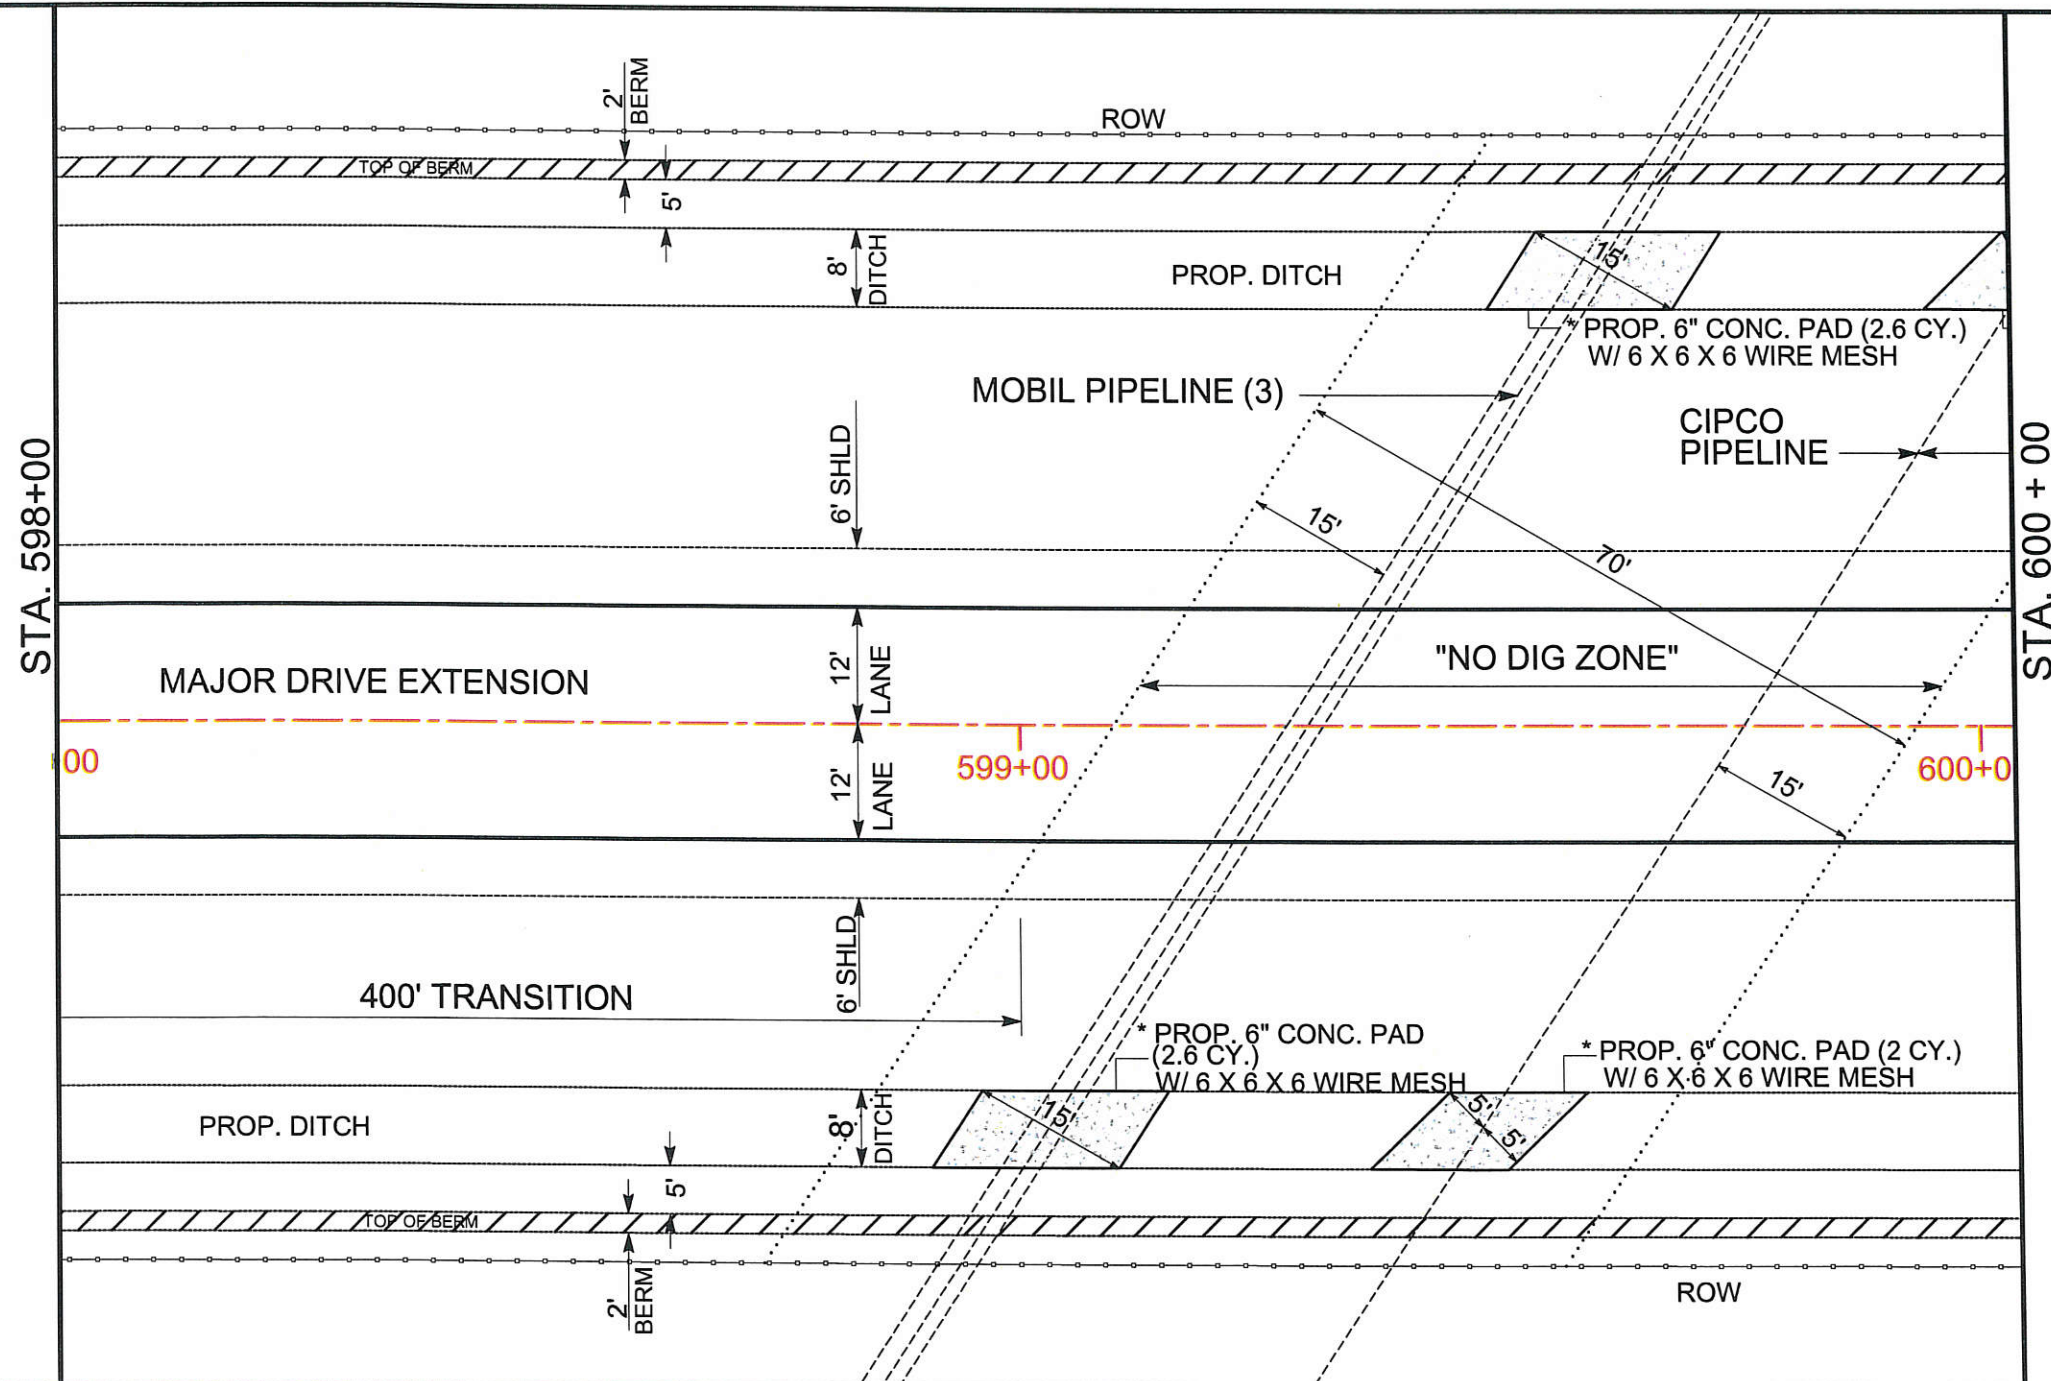 2'
BERM
ROW
TOP OF BERM
5'
8'
DITCH
PROP. DITCH
15'
* PROP. 6" CONC. PAD (2.6 CY.)
W/ 6 X 6 X 6 WIRE MESH
MOBIL PIPELINE (3)
CIPCO
PIPELINE
STA. 598+00
STA. 600 + 00
6' SHLD
15'
70'
12'
LANE
"NO DIG ZONE"
MAJOR DRIVE EXTENSION
+00
599+00
600+0
12'
LANE
15'
6' SHLD
400' TRANSITION
* PROP. 6" CONC. PAD
(2.6 CY.)
W/ 6 X 6 X 6 WIRE MESH
* PROP. 6" CONC. PAD (2 CY.)
W/ 6 X 6 X 6 WIRE MESH
PROP. DITCH
8'
DITCH
15'
5'
5'
5'
TOP OF BERM
2'
BERM
ROW